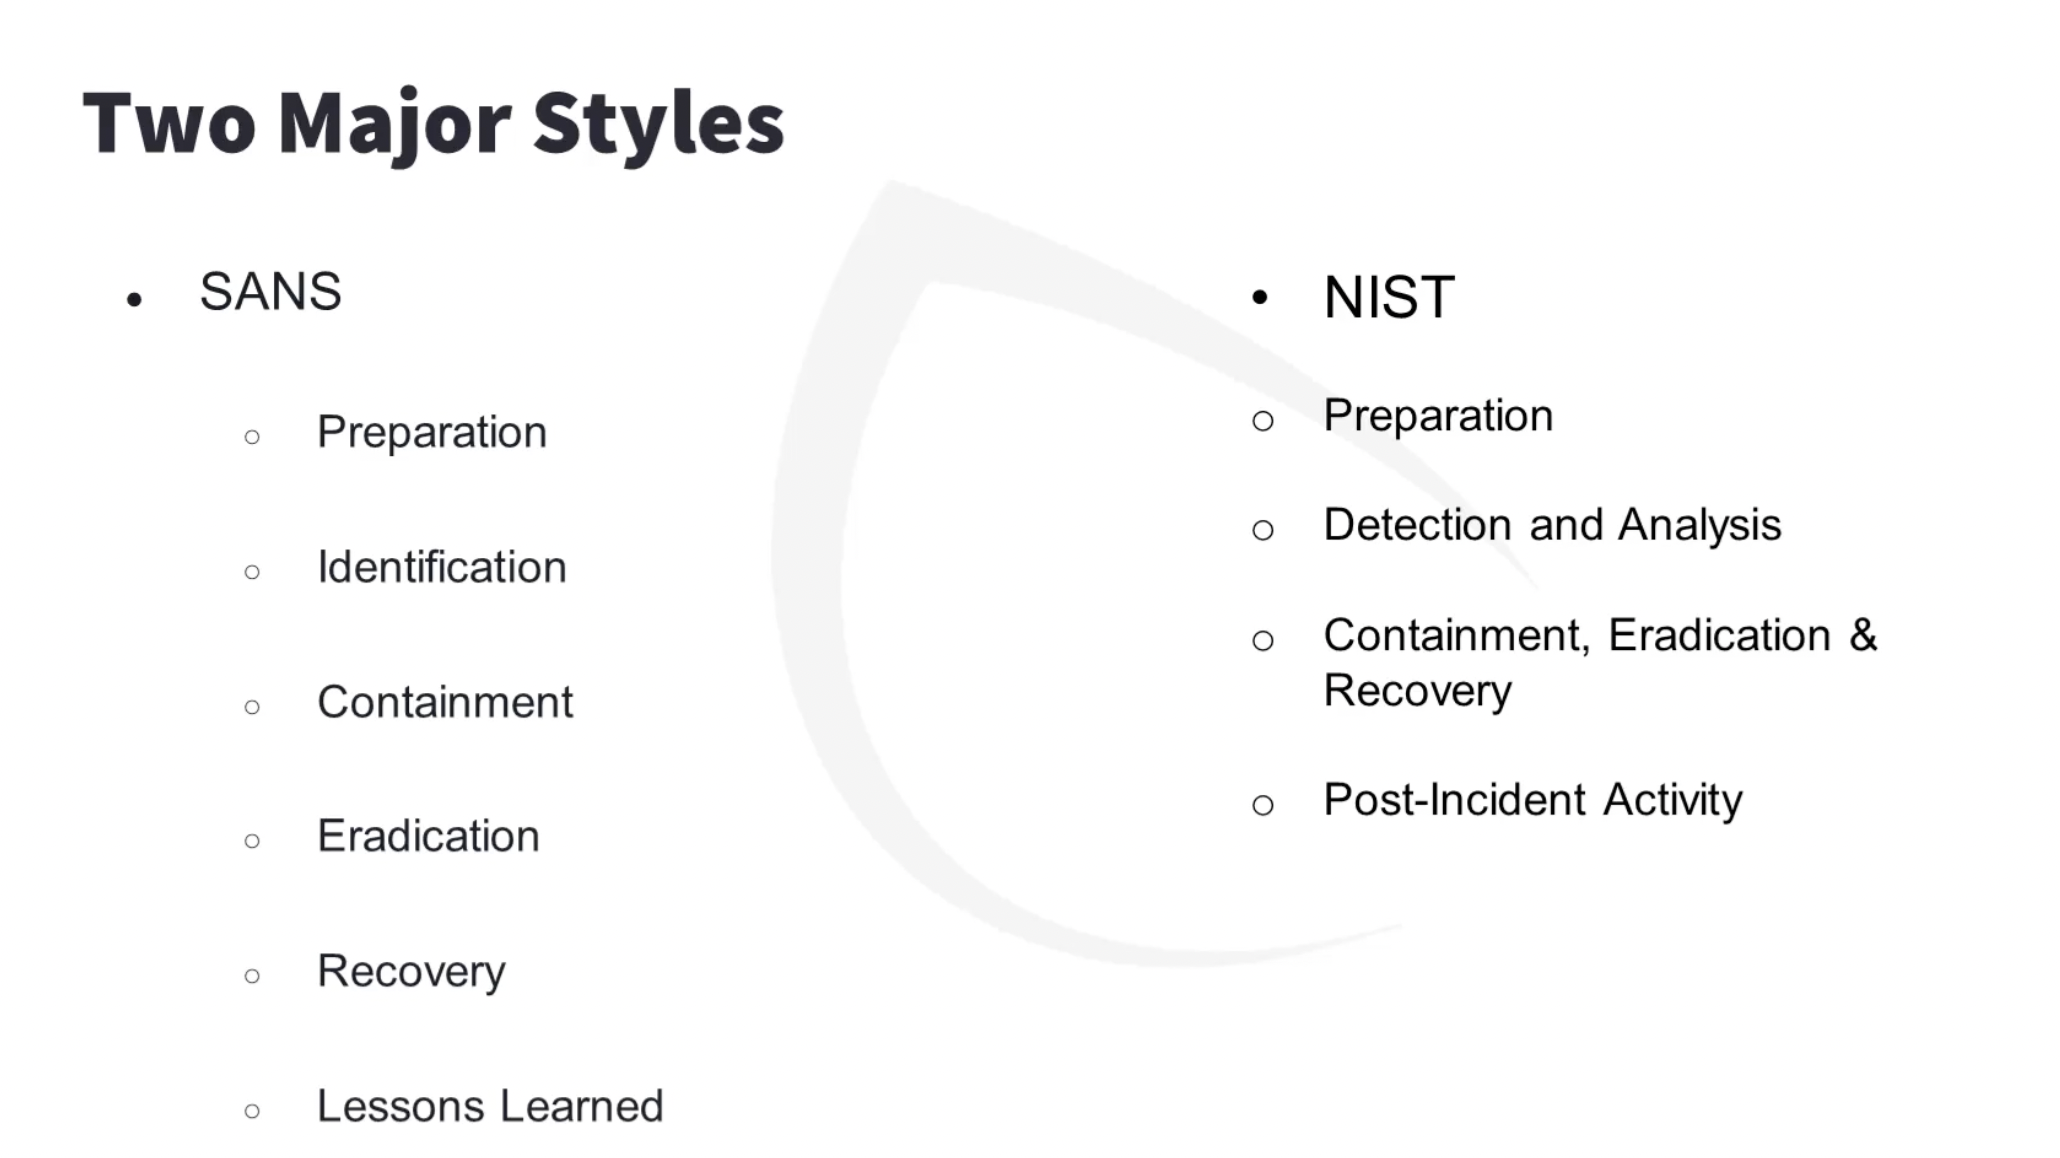 Two Major Styles
• SANS
○ Preparation
○ Identification
○ Containment
○ Eradication
○ Recovery
○ Lessons Learned
• NIST
○ Preparation
○ Detection and Analysis
○ Containment, Eradication &
Recovery
○ Post-Incident Activity